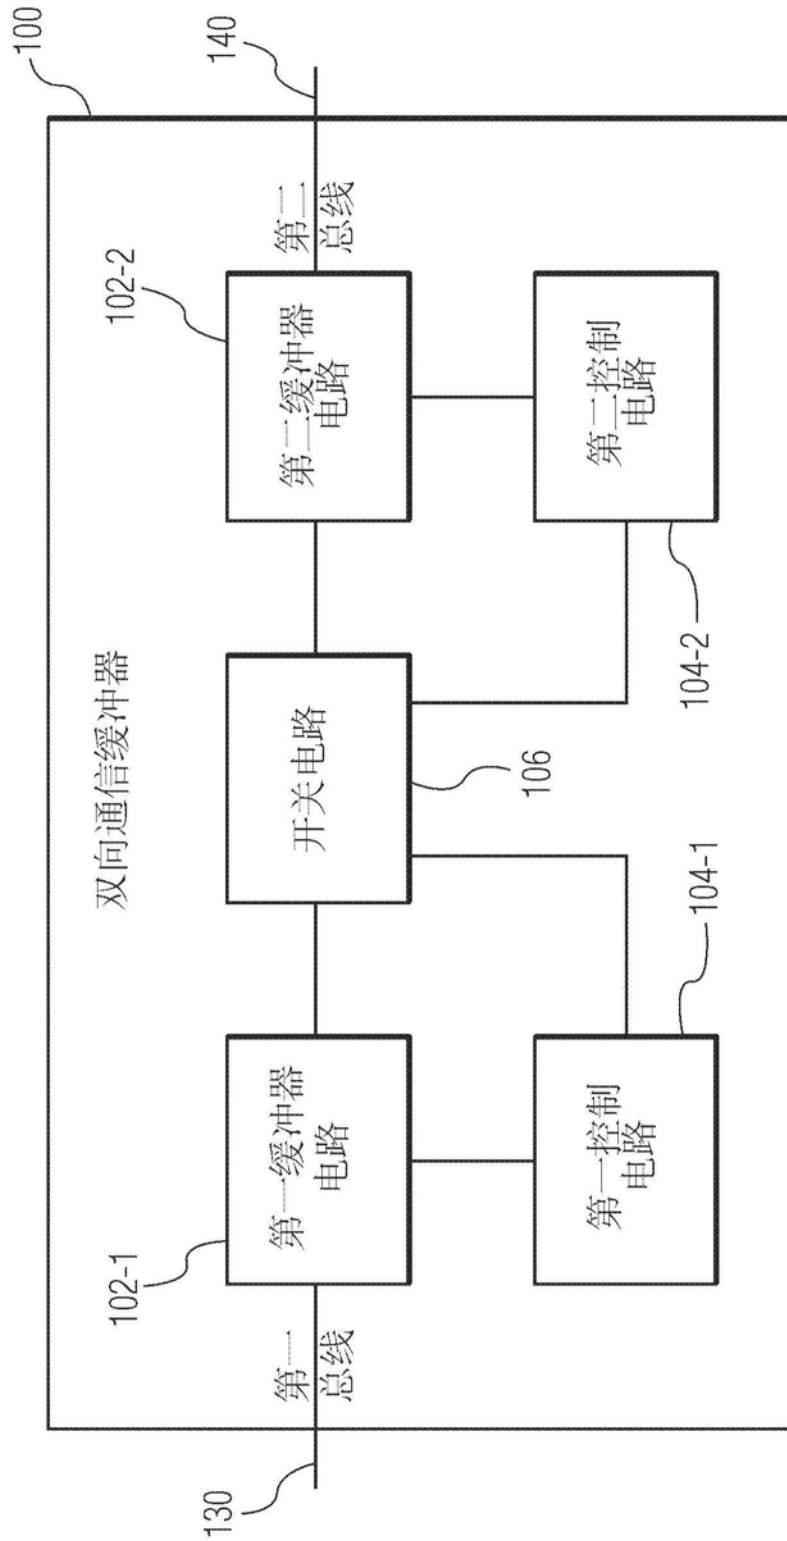 100
双向通信缓冲器
102-1
102-2
130
第一
总线
第一缓冲器
电路
开关电路
第二缓冲器
电路
第二
总线
140
106
第一控制
电路
第二控制
电路
104-1
104-2